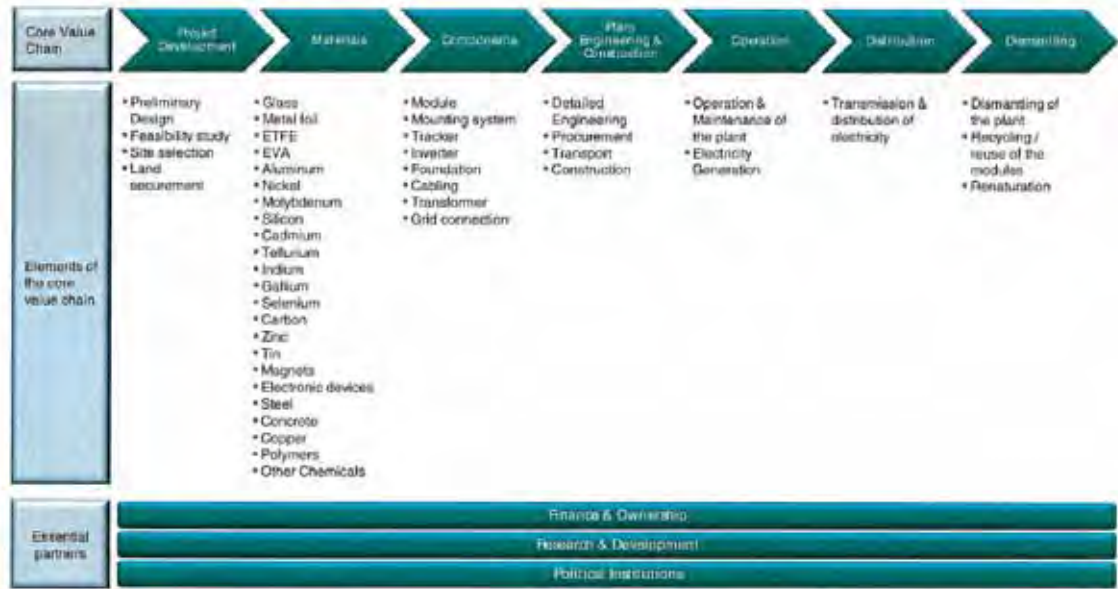 Core Value
Chain
Project
Development
Materials
Components
Plant
Engineering &
Construction
Operation
Distribution
Dismantling
Elements of
the core
value chain
• Preliminary
Design
• Feasibility study
• Site selection
• Land
securement
• Glass
• Metal foil
• ETFE
• EVA
• Aluminum
• Nickel
• Molybdenum
• Silicon
• Cadmium
• Tellurium
• Indium
• Gallium
• Selenium
• Carbon
• Zinc
• Tin
• Magnets
• Electronic devices
• Steel
• Concrete
• Copper
• Polymers
• Other Chemicals
• Module
• Mounting system
• Tracker
• Inverter
• Foundation
• Cabling
• Transformer
• Grid connection
• Detailed
Engineering
• Procurement
• Transport
• Construction
• Operation &
Maintenance of
the plant
• Electricity
Generation
• Transmission &
distribution of
electricity
• Dismantling of
the plant
• Recycling /
reuse of the
modules
• Renaturation
Essential
partners
Finance & Ownership
Research & Development
Political Institutions